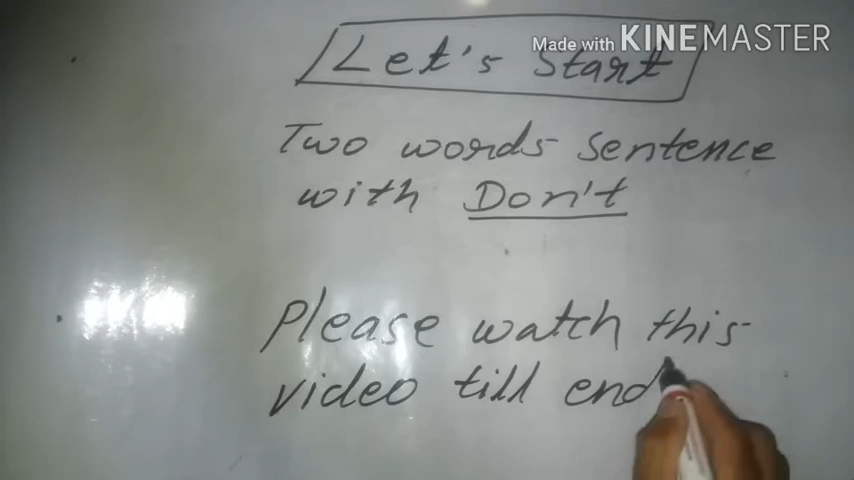 Made with KINEMASTER
Let's Start
Two words sentence
with Don't
Please watch this
video till end